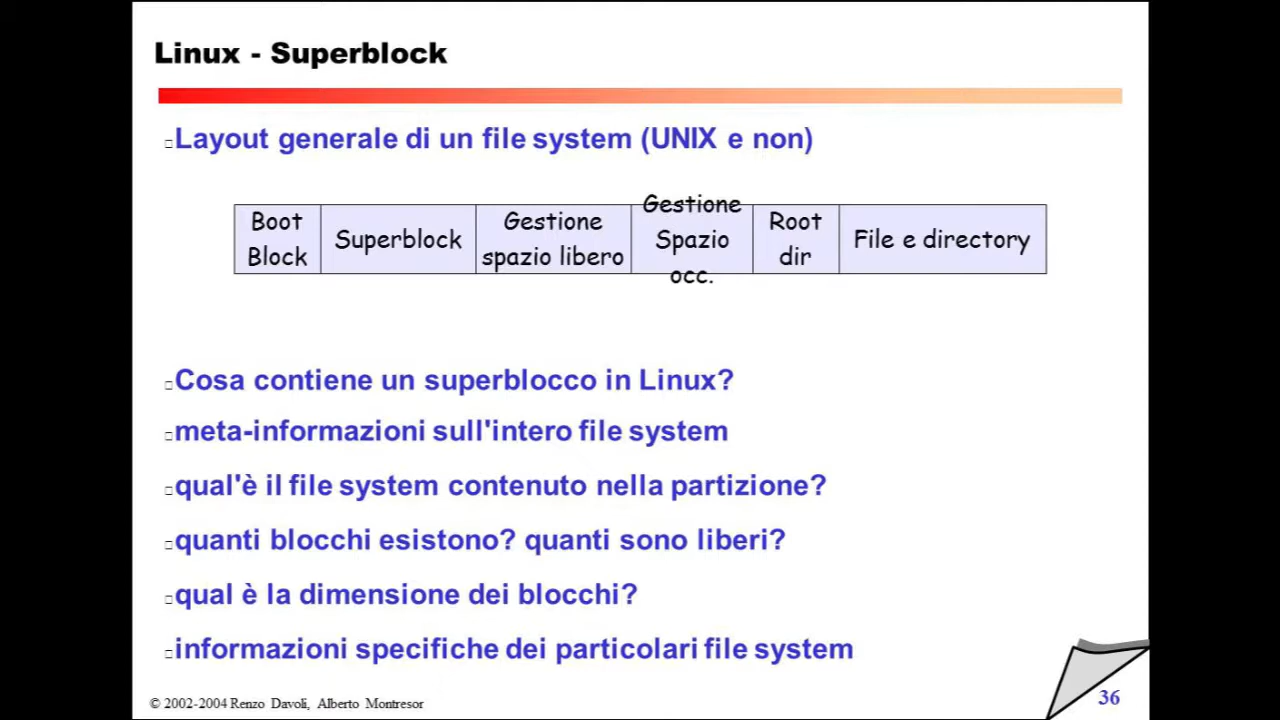 Linux - Superblock
Layout generale di un file system (UNIX e non)
Boot
Block
Superblock
Gestione
spazio libero
Gestione
Spazio
occ.
Root
dir
File e directory
Cosa contiene un superblocco in Linux?
meta-informazioni sull'intero file system
qual'è il file system contenuto nella partizione?
quanti blocchi esistono? quanti sono liberi?
qual è la dimensione dei blocchi?
informazioni specifiche dei particolari file system
© 2002-2004 Renzo Davoli, Alberto Montresor
36